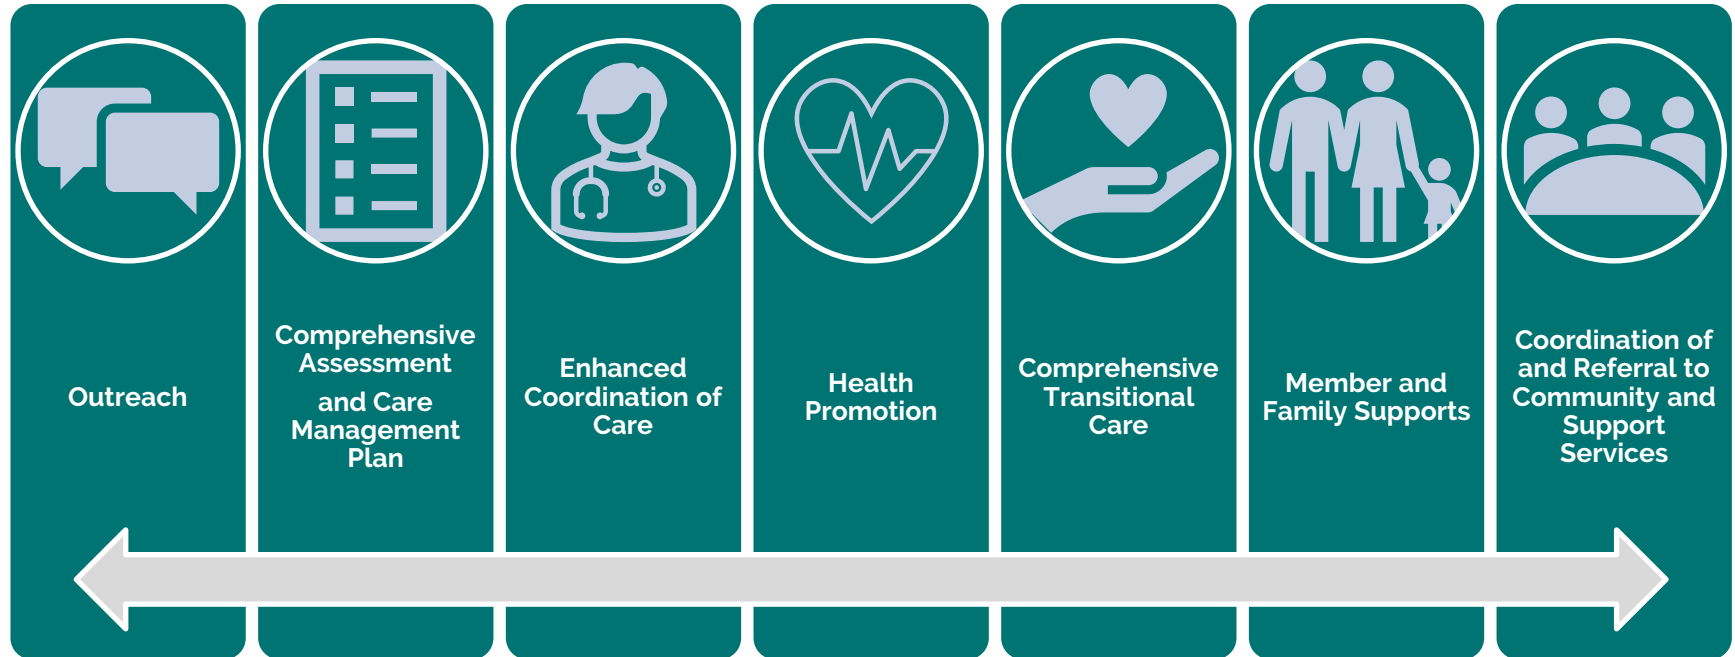 Outreach
Comprehensive
Assessment
and Care
Management
Plan
Enhanced
Coordination of
Care
Health
Promotion
Comprehensive
Transitional
Care
Member and
Family Supports
Coordination of
and Referral to
Community and
Support
Services